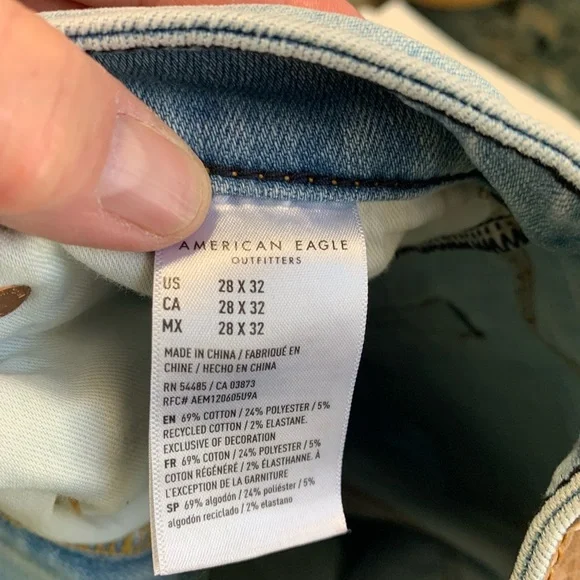 AMERICAN EAGLE
OUTFITTERS
US 28 X 32
CA 28 X 32
MX 28 X 32
MADE IN CHINA / FABRIQUÉ EN
CHINE / HECHO EN CHINA
RN 54485 / CA 03873
RFC# AEM120605U9A
EN 69% COTTON / 24% POLYESTER / 5%
RECYCLED COTTON / 2% ELASTANE.
EXCLUSIVE OF DECORATION
FR 69% COTON / 24% POLYESTER / 5%
COTON RÉGÉNÉRÉ / 2% ÉLASTHANNE. À
L'EXCEPTION DE LA GARNITURE
SP 69% algodón / 24% poliéster / 5%
algodón reciclado / 2% elastano